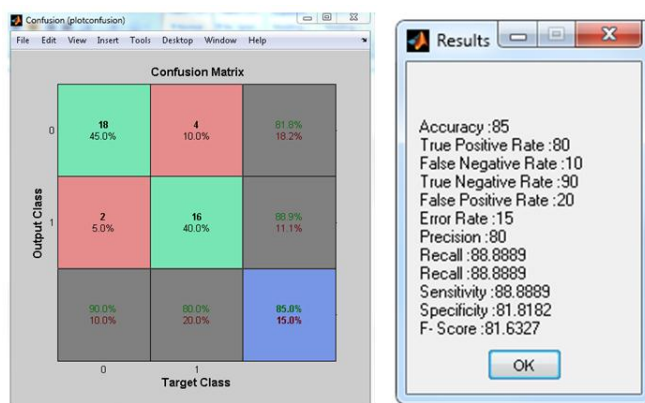 Confusion (plotconfusion)
File Edit View Insert Tools Desktop Window Help
Confusion Matrix
Output Class
0
18
45.0%
4
10.0%
81.8%
18.2%
1
2
5.0%
16
40.0%
88.9%
11.1%
90.0%
10.0%
80.0%
20.0%
85.0%
15.0%
0 1
Target Class
Results
Accuracy :85
True Positive Rate :80
False Negative Rate :10
True Negative Rate :90
False Positive Rate :20
Error Rate :15
Precision :80
Recall :88.8889
Recall :88.8889
Sensitivity :88.8889
Specificity :81.8182
F- Score :81.6327
OK